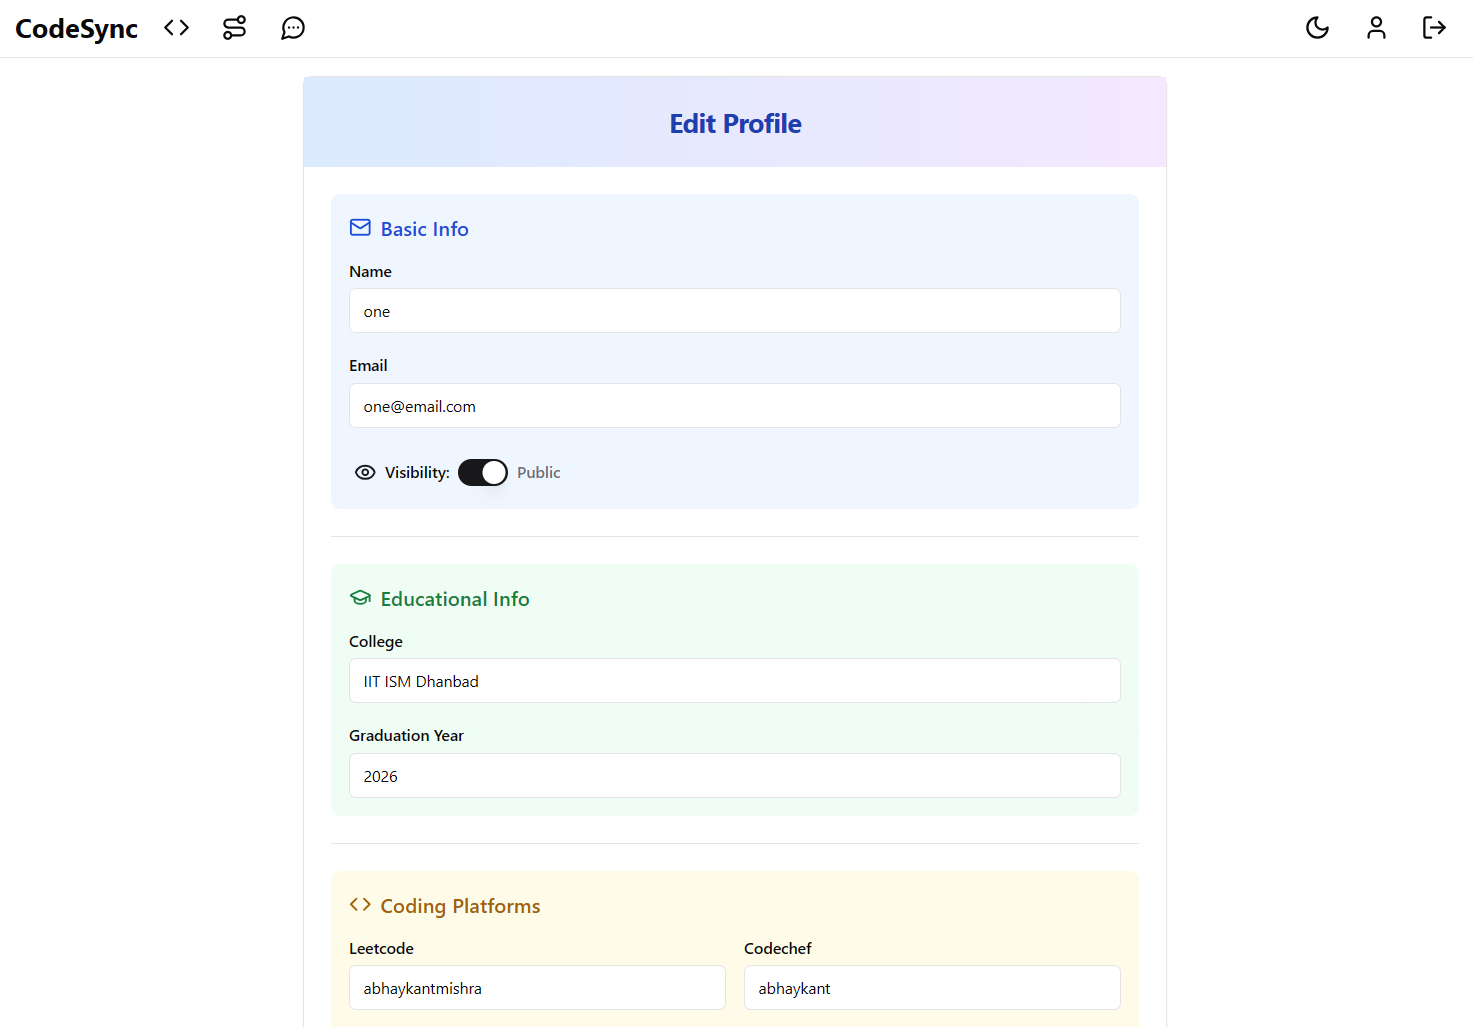 CodeSync
Edit Profile
Basic Info
Name
one
Email
one@email.com
Visibility: Public
Educational Info
College
IIT ISM Dhanbad
Graduation Year
2026
Coding Platforms
Leetcode Codechef
abhaykantmishra abhaykant